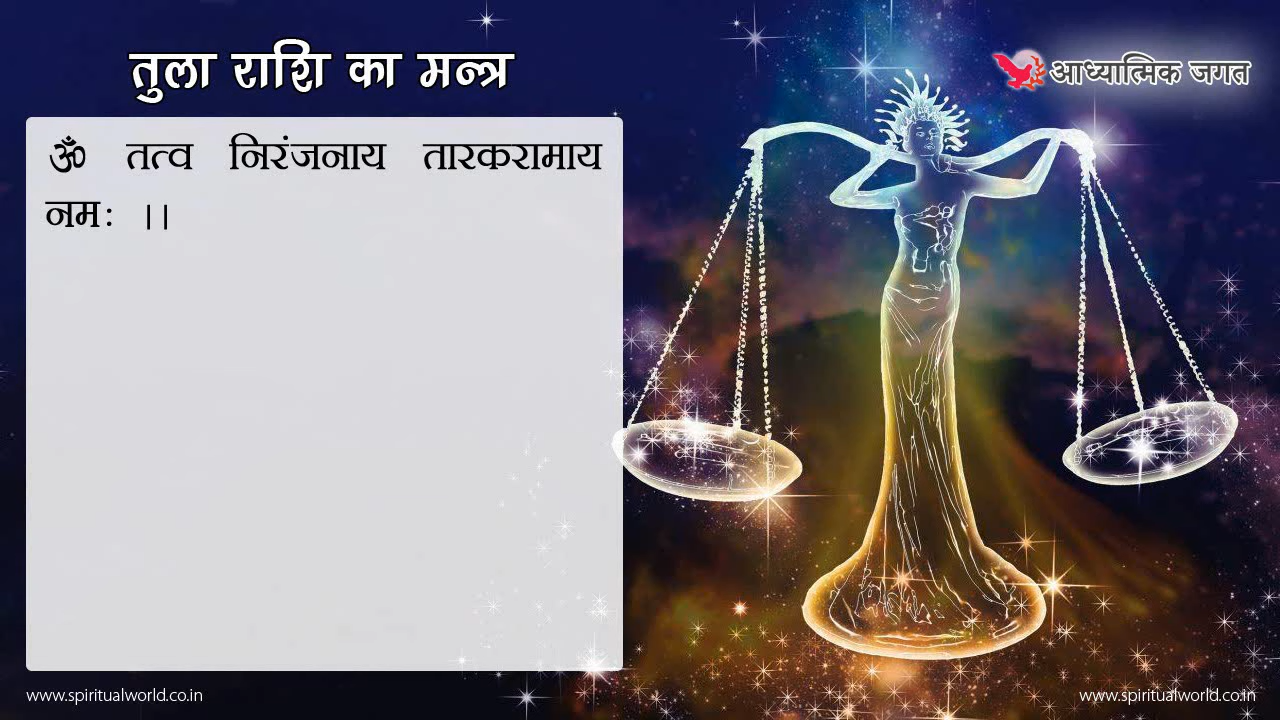 तुला राशि का मन्त्र
आध्यात्मिक जगत
ॐ तत्व निरंजनाय तारकरामाय
नमः ।।
www.spiritualworld.co.in
www.spiritualworld.co.in